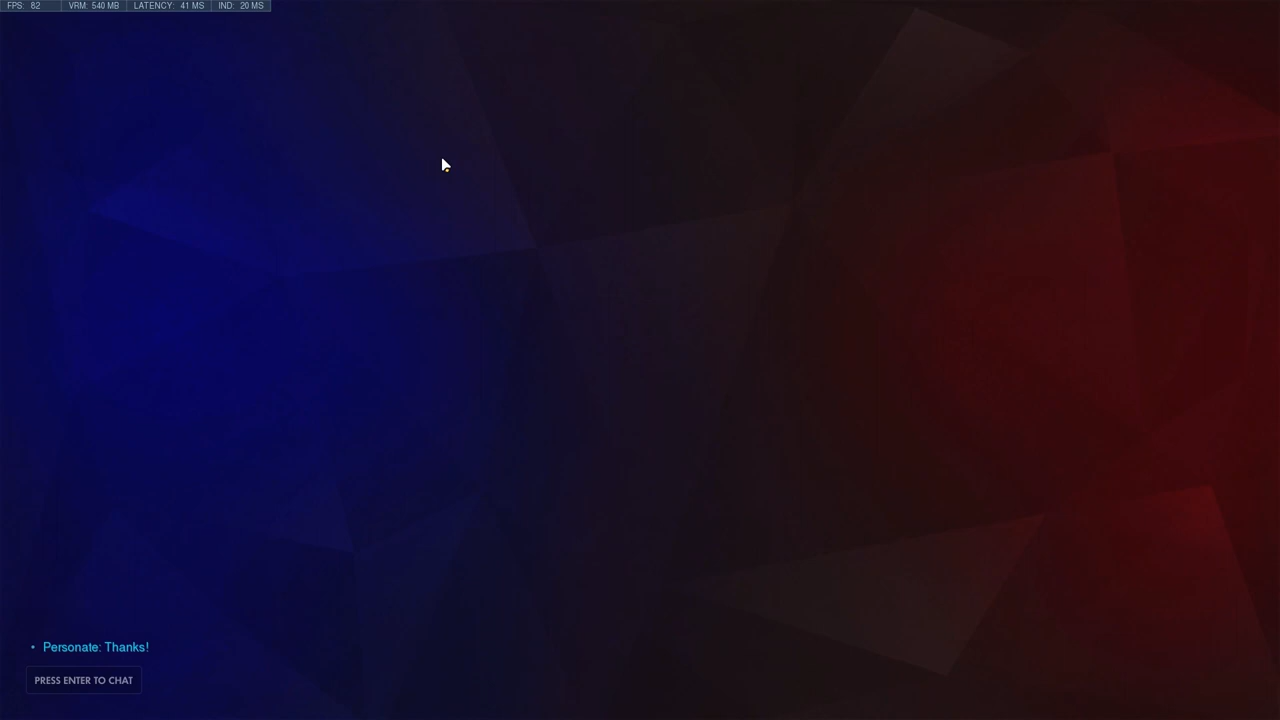 FPS: 82 VRM: 540 MB LATENCY: 41 MS IND: 20 MS
• Personate: Thanks!
PRESS ENTER TO CHAT